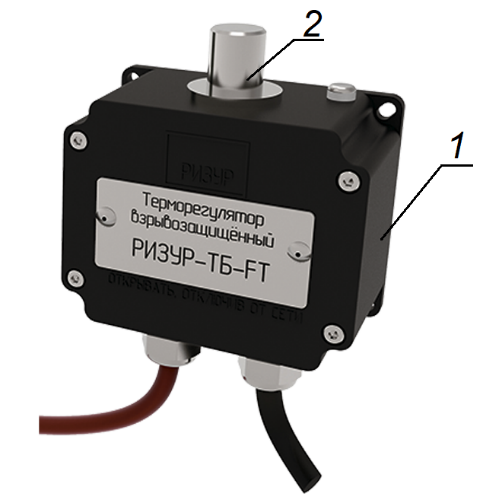 2
1
РИЗУР
Терморегулятор
взрывозащищённый
РИЗУР-ТБ-FT
ОТКРЫВАТЬ, ОТКЛЮЧИВ ОТ СЕТИ